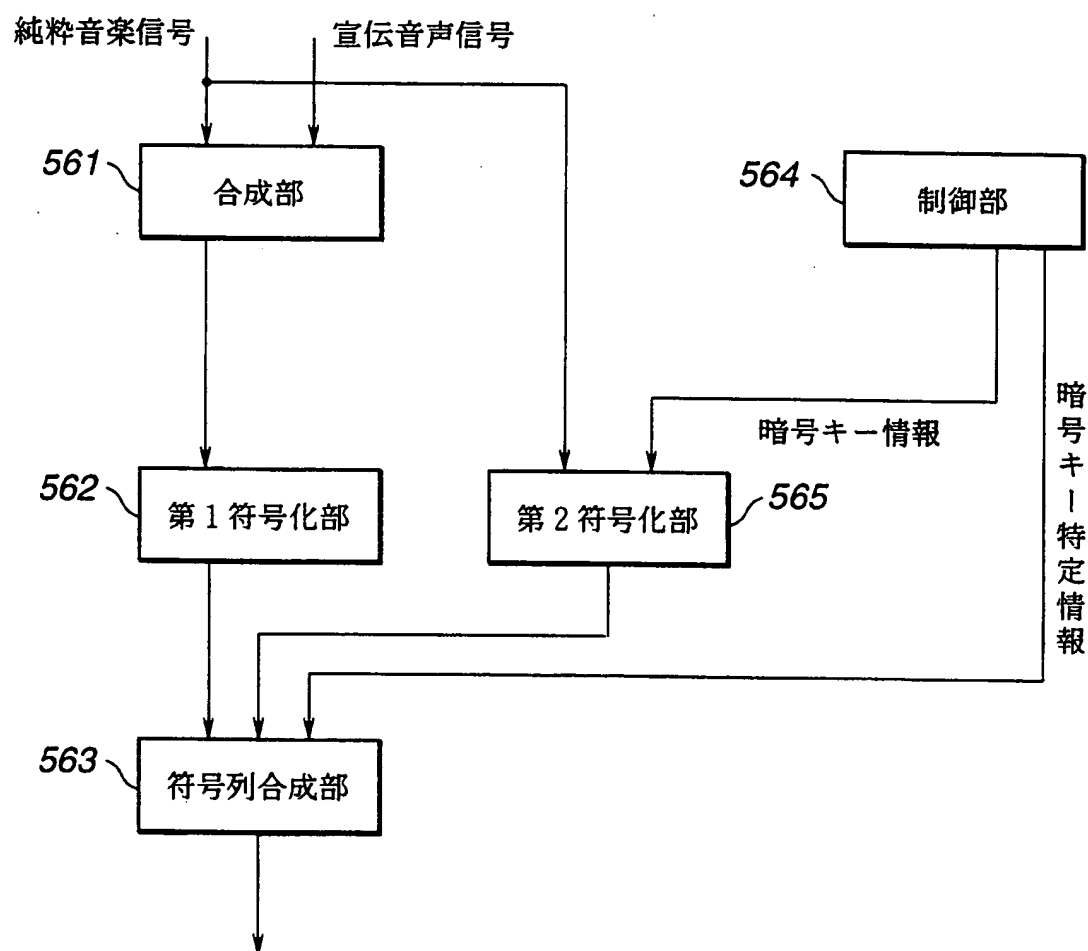 純粋音楽信号
宣伝音声信号
561
合成部
564
制御部
暗号キー情報
暗号キー特定情報
562
第1符号化部
第2符号化部
565
563
符号列合成部